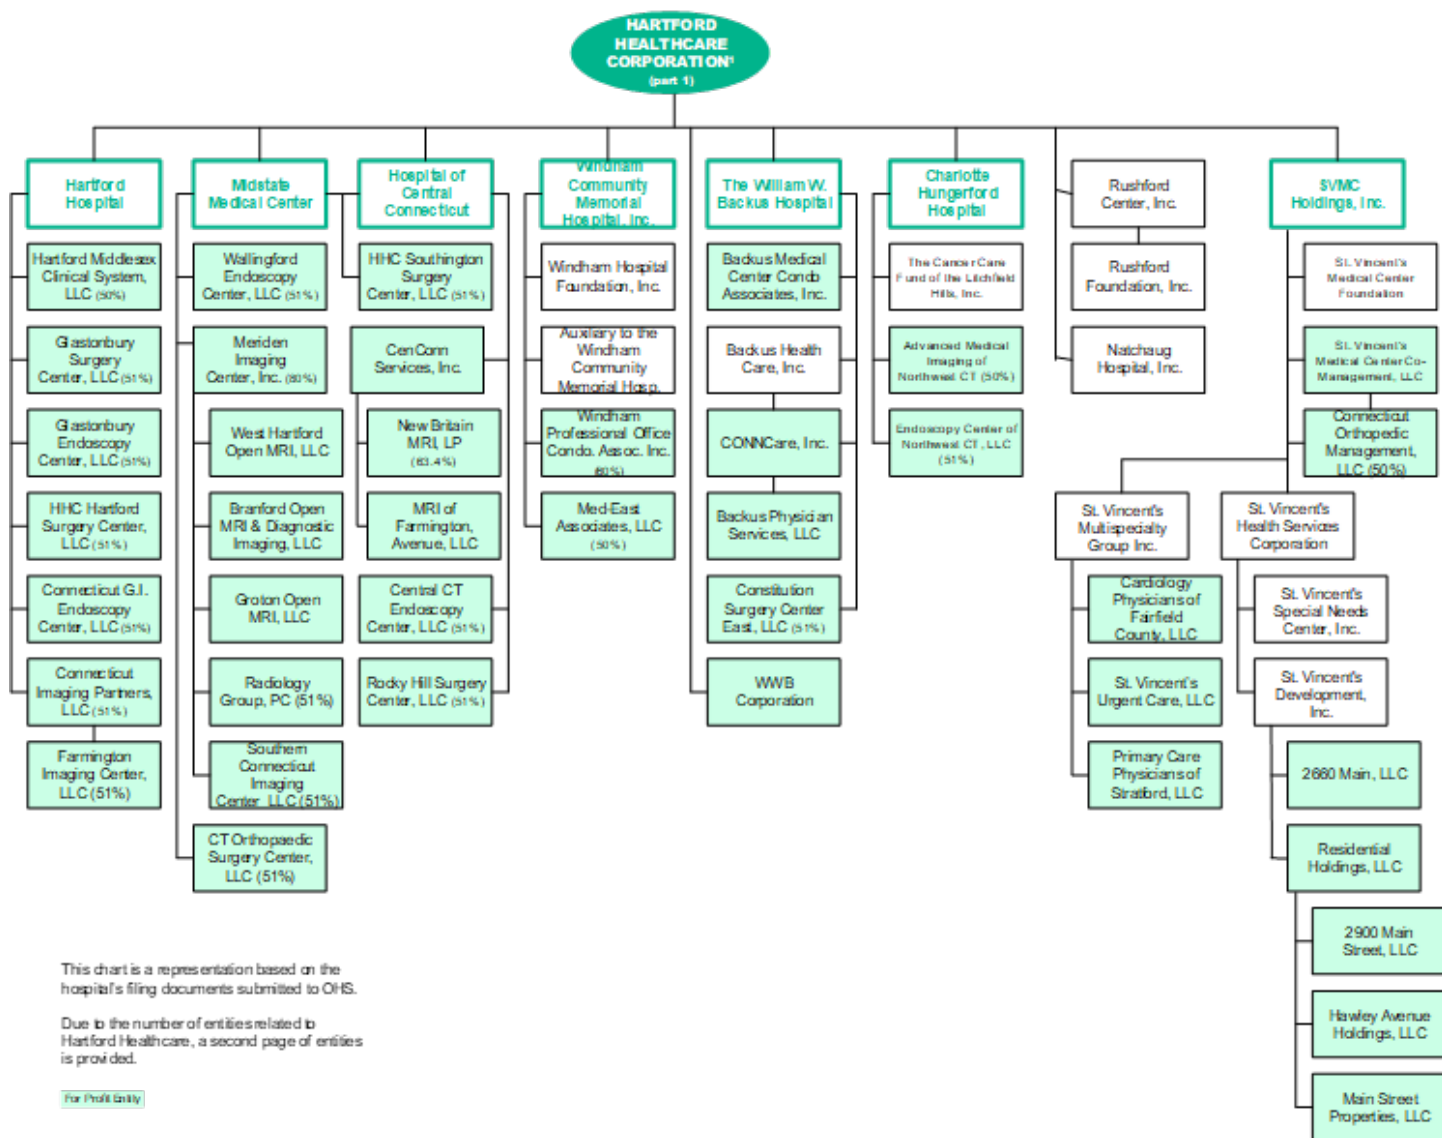 HARTFORD
HEALTHCARE
CORPORATION¹
(part 1)
Hartford
Hospital
Hartford Middlesex
Clinical System,
LLC (50%)
Glastonbury
Surgery
Center, LLC (51%)
Glastonbury
Endoscopy
Center, LLC (51%)
HHC Hartford
Surgery Center,
LLC (51%)
Connecticut G.I.
Endoscopy
Center, LLC (51%)
Connecticut
Imaging Partners,
LLC (51%)
Farmington
Imaging Center,
LLC (51%)
Midstate
Medical Center
Wallingford
Endoscopy
Center, LLC (51%)
Meriden
Imaging
Center, Inc. (80%)
West Hartford
Open MRI, LLC
Branford Open
MRI & Diagnostic
Imaging, LLC
Groton Open
MRI, LLC
Radiology
Group, PC (51%)
Southern
Connecticut
Imaging
Center, LLC (51%)
CT Orthopaedic
Surgery Center,
LLC (51%)
Hospital of
Central
Connecticut
HHC Southington
Surgery
Center, LLC (51%)
CenConn
Services, Inc.
New Britain
MRI, LP
(63.4%)
MRI of
Farmington,
Avenue, LLC
Central CT
Endoscopy
Center, LLC (51%)
Rocky Hill Surgery
Center, LLC (51%)
Windham
Community
Memorial
Hospital, Inc.
Windham Hospital
Foundation, Inc.
Auxiliary to the
Windham
Community
Memorial Hosp.
Windham
Professional Office
Condo. Assoc. Inc.
(60%)
Med-East
Associates, LLC
(50%)
The William W.
Backus Hospital
Backus Medical
Center Condo
Associates, Inc.
Backus Health
Care, Inc.
CONNCare, Inc.
Backus Physician
Services, LLC
Constitution
Surgery Center
East, LLC (51%)
WWB
Corporation
Charlotte
Hungerford
Hospital
The Cancer Care
Fund of the Litchfield
Hills, Inc.
Advanced Medical
Imaging of
Northwest CT (50%)
Endoscopy Center of
Northwest CT, LLC
(51%)
Rushford
Center, Inc.
Rushford
Foundation, Inc.
Natchaug
Hospital, Inc.
SVMC
Holdings, Inc.
St. Vincent's
Medical Center
Foundation
St. Vincent's
Medical Center Co-
Management, LLC
Connecticut
Orthopedic
Management,
LLC (50%)
St. Vincent's
Multispecialty
Group Inc.
Cardiology
Physicians of
Fairfield
County, LLC
St. Vincent's
Urgent Care, LLC
Primary Care
Physicians of
Stratford, LLC
St. Vincent's
Health Services
Corporation
St. Vincent's
Special Needs
Center, Inc.
St. Vincent's
Development,
Inc.
2660 Main, LLC
Residential
Holdings, LLC
2900 Main
Street, LLC
Hawley Avenue
Holdings, LLC
Main Street
Properties, LLC
This chart is a representation based on the
hospital's filing documents submitted to OHS.
Due to the number of entities related to
Hartford Healthcare, a second page of entities
is provided.
For Profit Entity